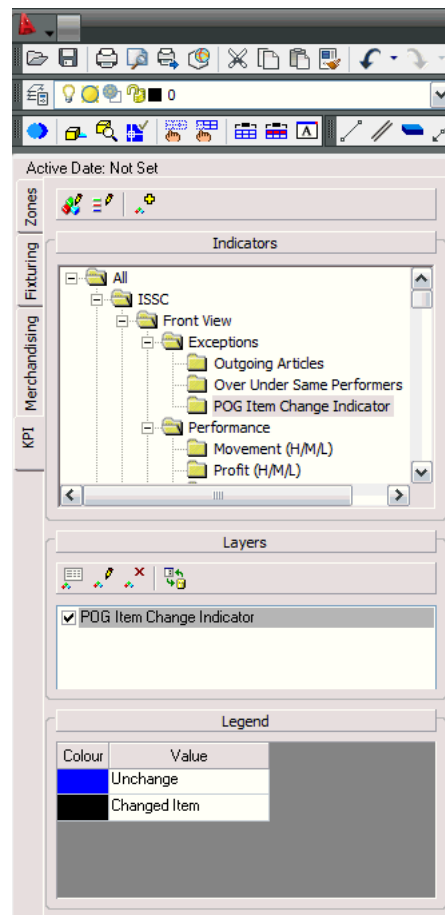 0
Active Date: Not Set
Zones
Fixturing
Merchandising
KPI
Indicators
All
ISSC
Front View
Exceptions
Outgoing Articles
Over Under Same Performers
POG Item Change Indicator
Performance
Movement (H/M/L)
Profit (H/M/L)
Layers
POG Item Change Indicator
Legend
Colour Value
Unchange
Changed Item